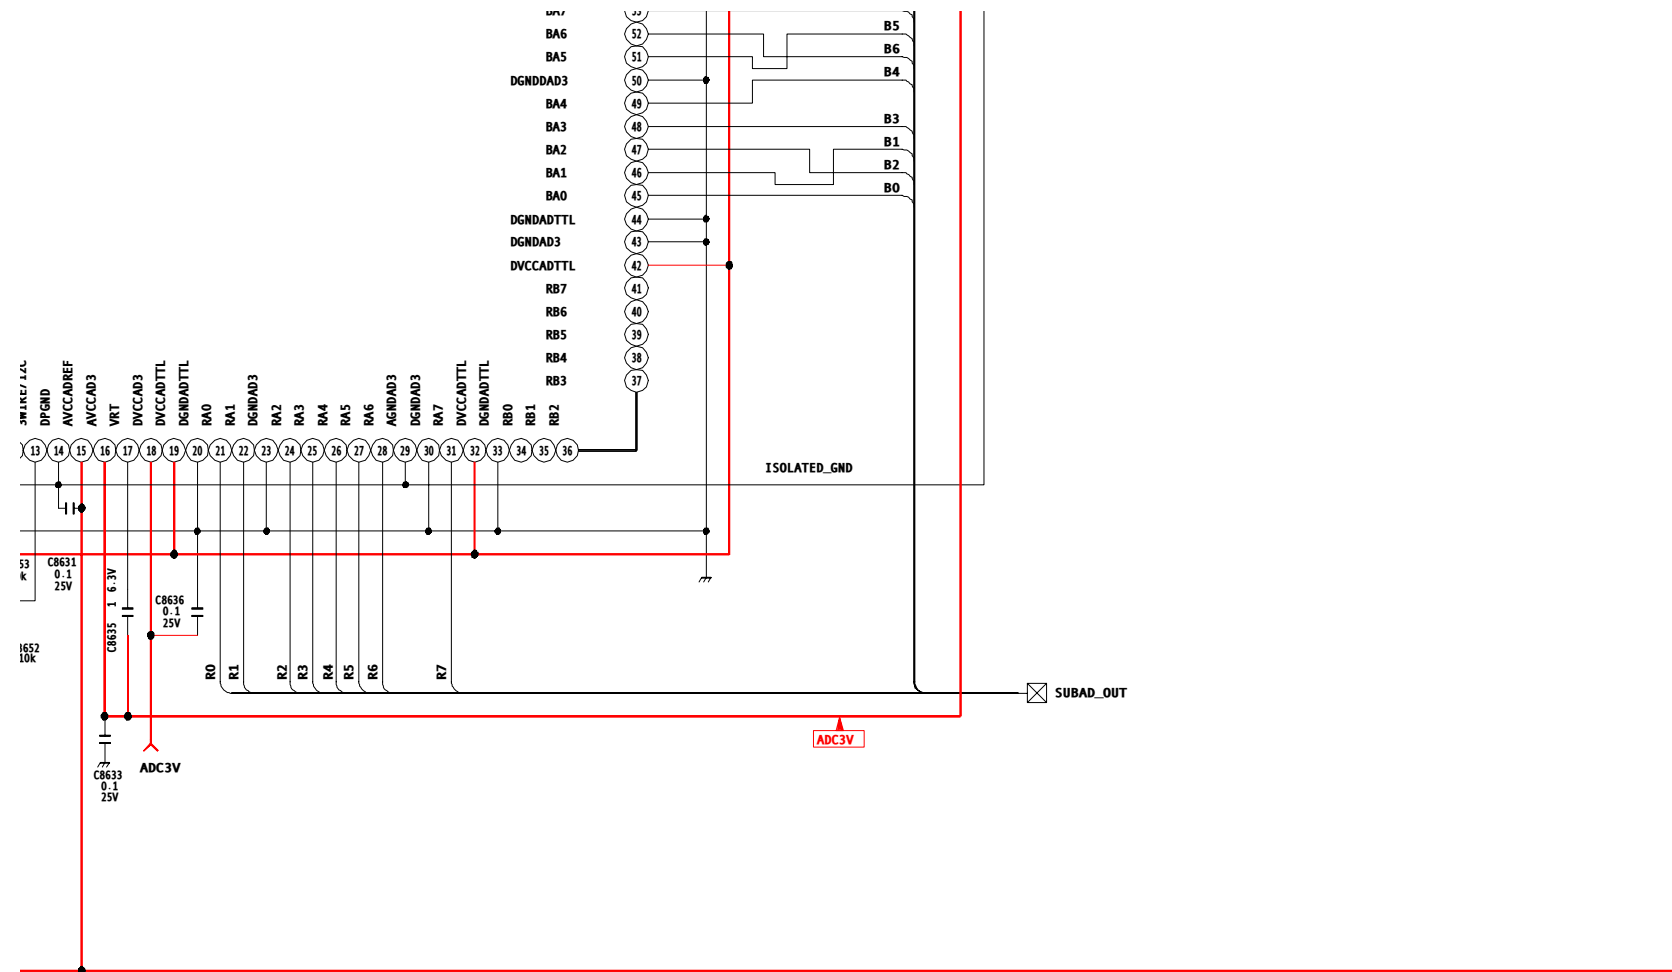 BA7 53
BA6 52 B5
BA5 51 B6
DGNDDAD3 50 B4
BA4 49
BA3 48 B3
BA2 47 B1
BA1 46 B2
BA0 45 B0
DGNDADTTL 44
DGNDAD3 43
DVCCADTTL 42
RB7 41
RB6 40
RB5 39
RB4 38
RB3 37
DPGND
AVCCADREF
AVCCAD3
VRT
DVCCAD3
DVCCADTTL
DGNDADTTL
RA0
RA1
DGNDAD3
RA2
RA3
RA4
RA5
RA6
AGNDAD3
DGNDAD3
RA7
DVCCADTTL
DGNDADTTL
RB0
RB1
RB2
13 14 15 16 17 18 19 20 21 22 23 24 25 26 27 28 29 30 31 32 33 34 35 36
ISOLATED_GND
53
k
C8631
0.1
25V
C8635 1 6.3V
C8636
0.1
25V
8652
10k
R0 R1 R2 R3 R4 R5 R6 R7
SUBAD_OUT
ADC3V
ADC3V
C8633
0.1
25V